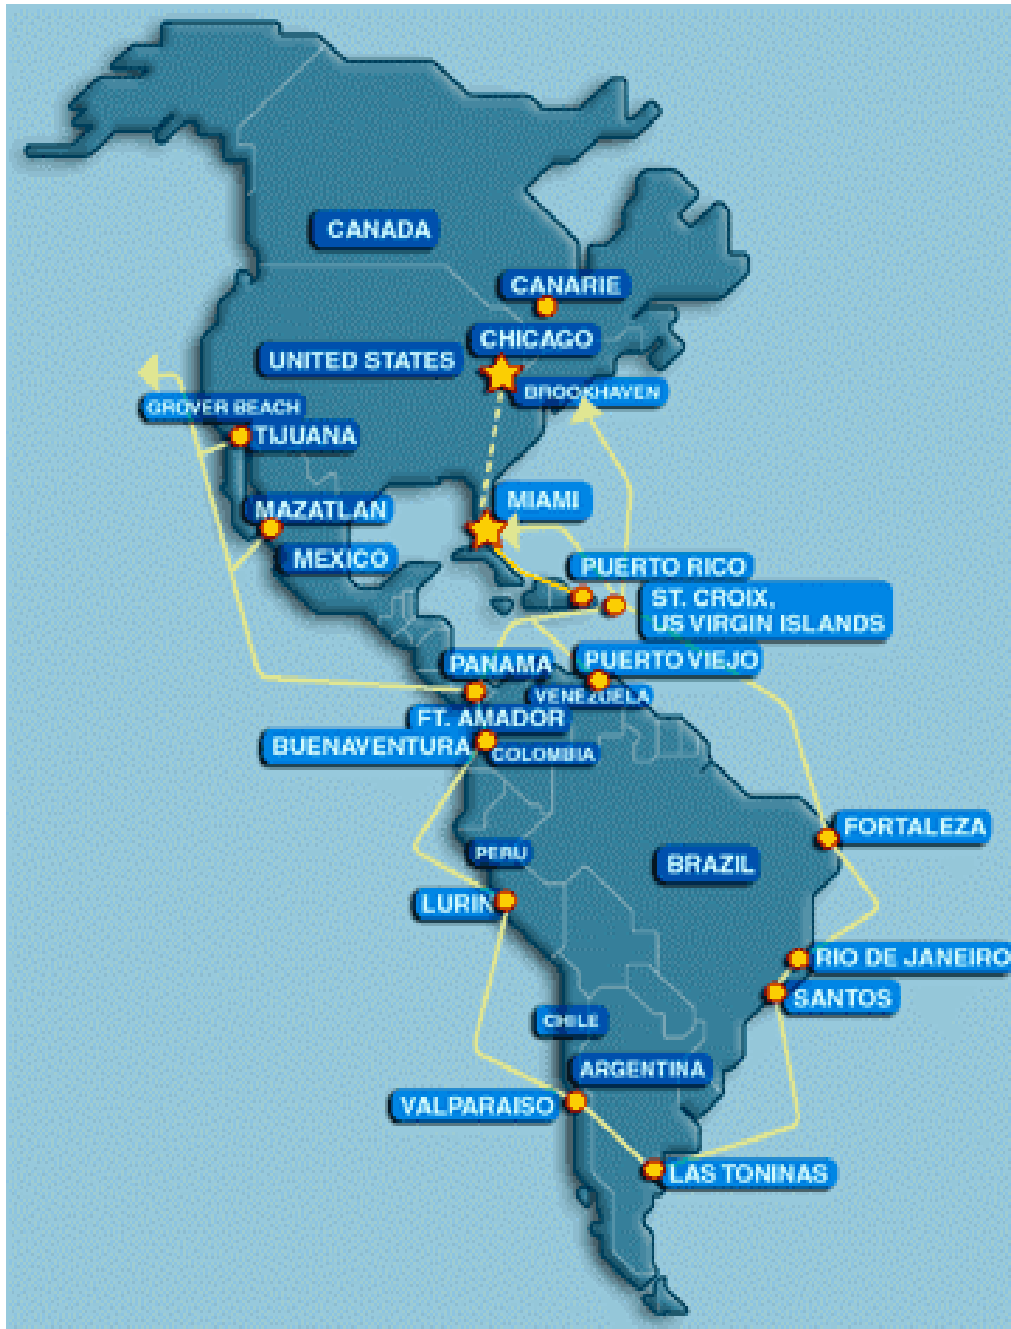 CANADA
CANARIE
CHICAGO
UNITED STATES
BROOKHAVEN
GROVER BEACH
TIJUANA
MIAMI
MAZATLAN
MEXICO
PUERTO RICO
ST. CROIX,
US VIRGIN ISLANDS
PANAMA
PUERTO VIEJO
VENEZUELA
FT. AMADOR
BUENAVENTURA
COLOMBIA
FORTALEZA
PERU
BRAZIL
LURIN
RIO DE JANEIRO
SANTOS
CHILE
ARGENTINA
VALPARAISO
LAS TONINAS